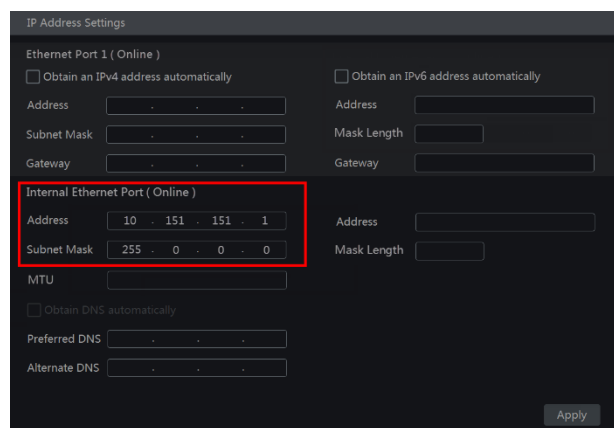 IP Address Settings
Ethernet Port 1 ( Online )
Obtain an IPv4 address automatically
Obtain an IPv6 address automatically
Address . . .
Address
Subnet Mask . . .
Mask Length
Gateway . . .
Gateway
Internal Ethernet Port ( Online )
Address 10 . 151 . 151 . 1
Address
Subnet Mask 255 . 0 . 0 . 0
Mask Length
MTU
Obtain DNS automatically
Preferred DNS . . .
Alternate DNS . . .
Apply